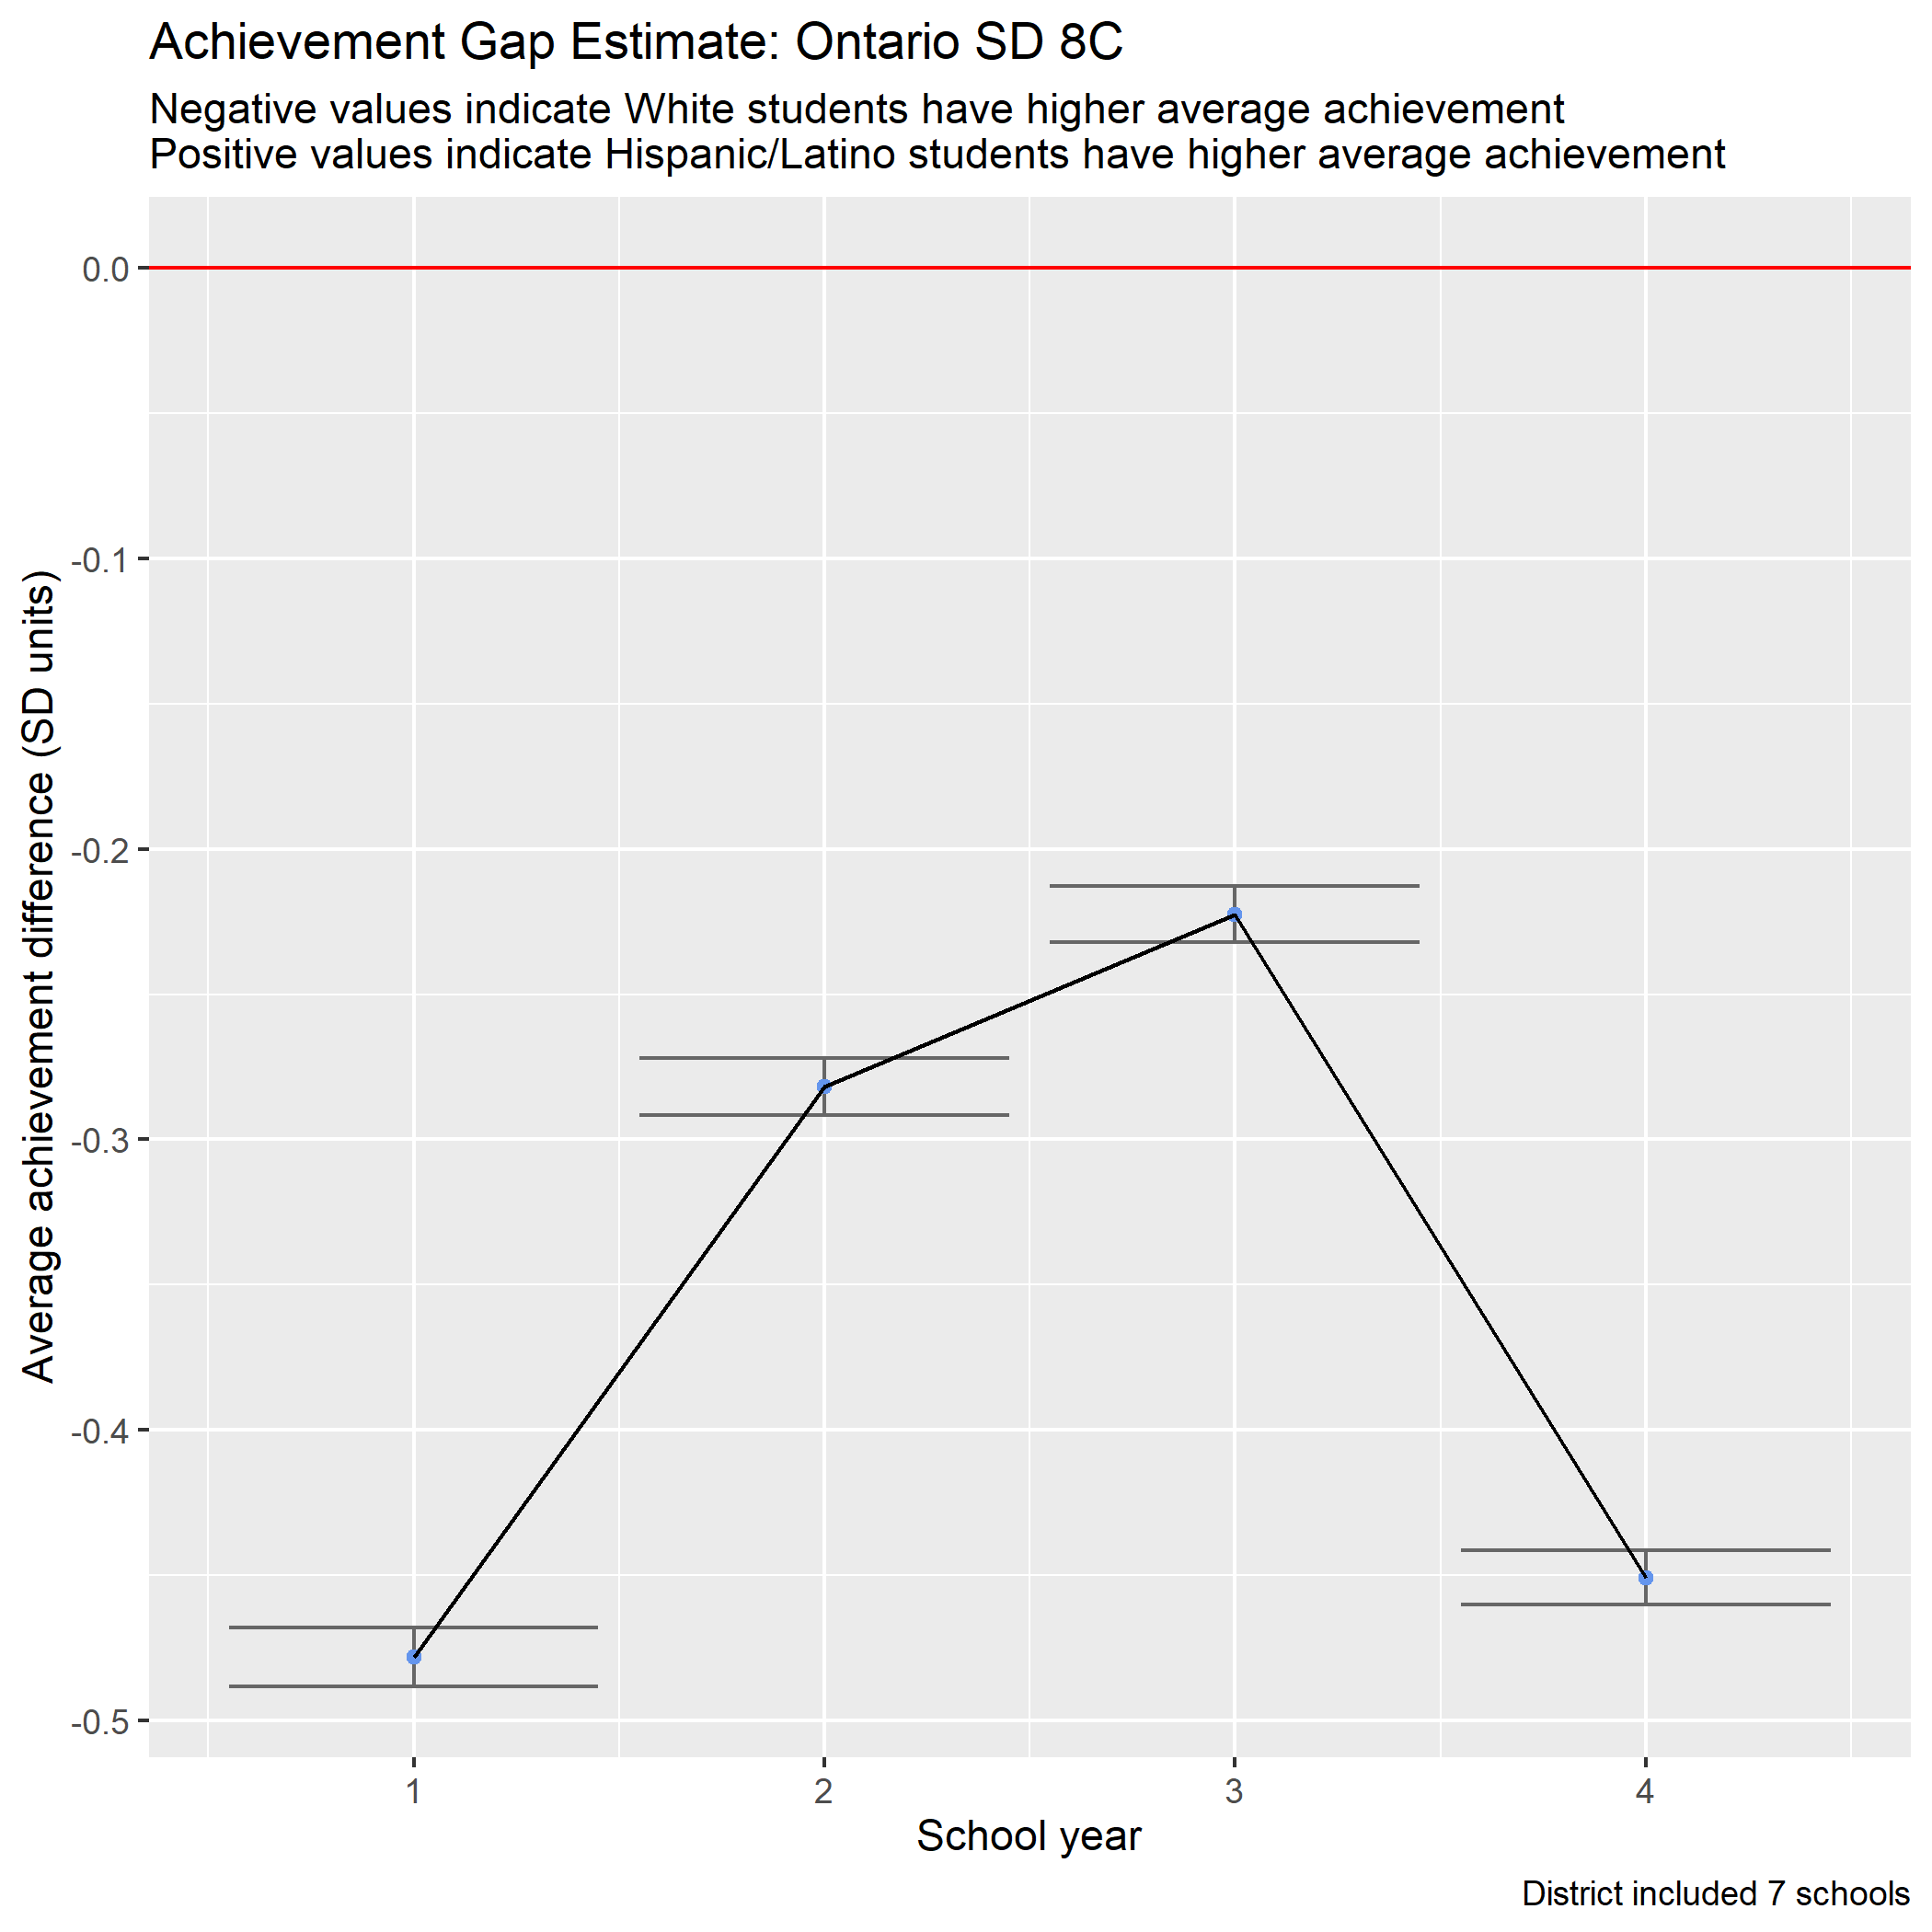 Achievement Gap Estimate: Ontario SD 8C
Negative values indicate White students have higher average achievement
Positive values indicate Hispanic/Latino students have higher average achievement
Average achievement difference (SD units)
0.0
-0.1
-0.2
-0.3
-0.4
-0.5
1 2 3 4
School year
District included 7 schools